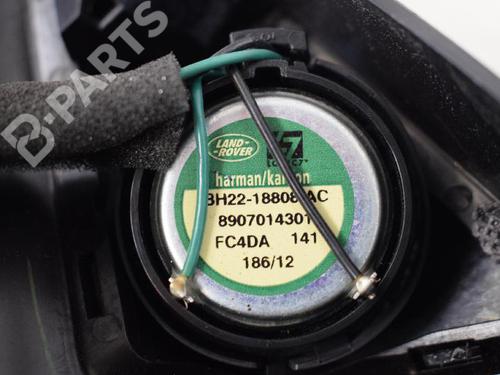 LAND-
ROVER
harman/kardon
BH22-18808-AC
8907014301
FC4DA 141
186/12
B-PARTS